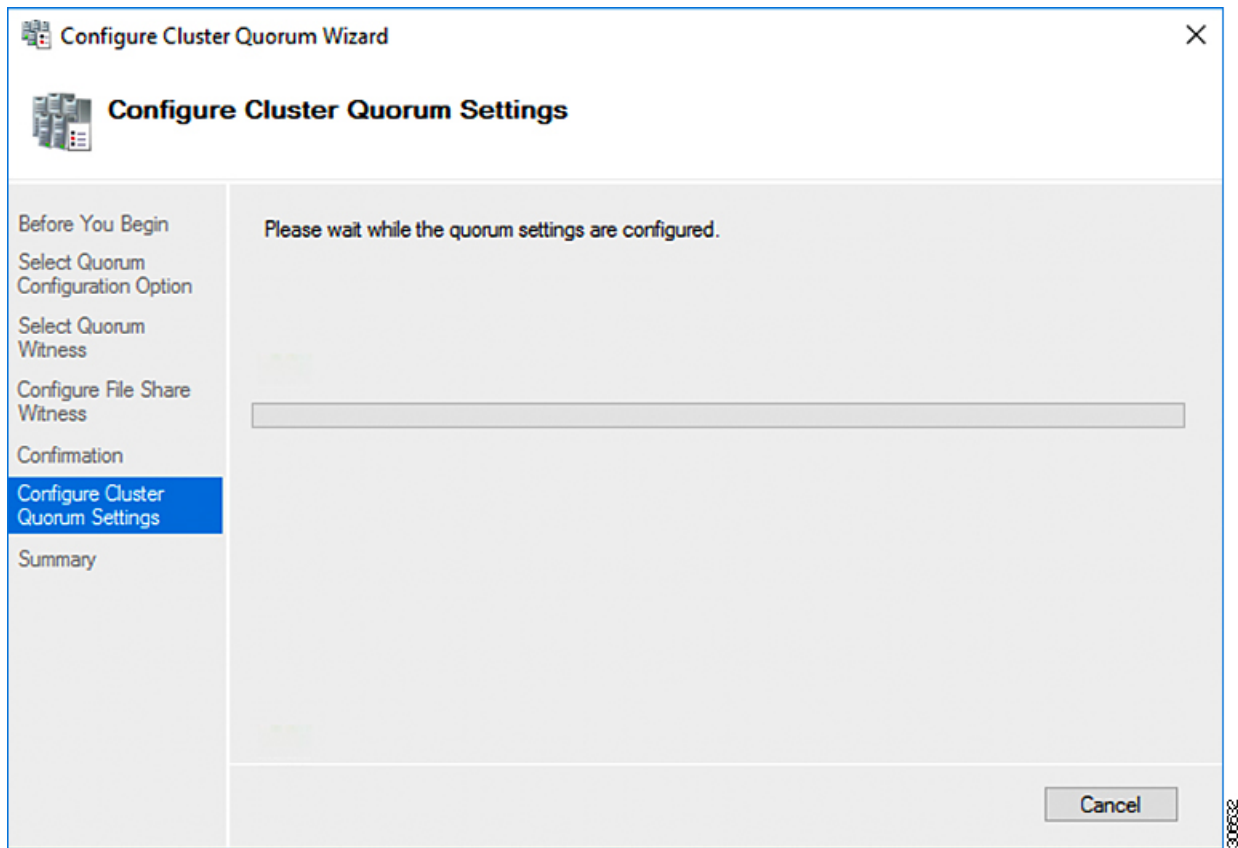 Configure Cluster Quorum Wizard
Configure Cluster Quorum Settings
Before You Begin
Select Quorum
Configuration Option
Select Quorum
Witness
Configure File Share
Witness
Confirmation
Configure Cluster
Quorum Settings
Summary
Please wait while the quorum settings are configured.
Cancel
306632